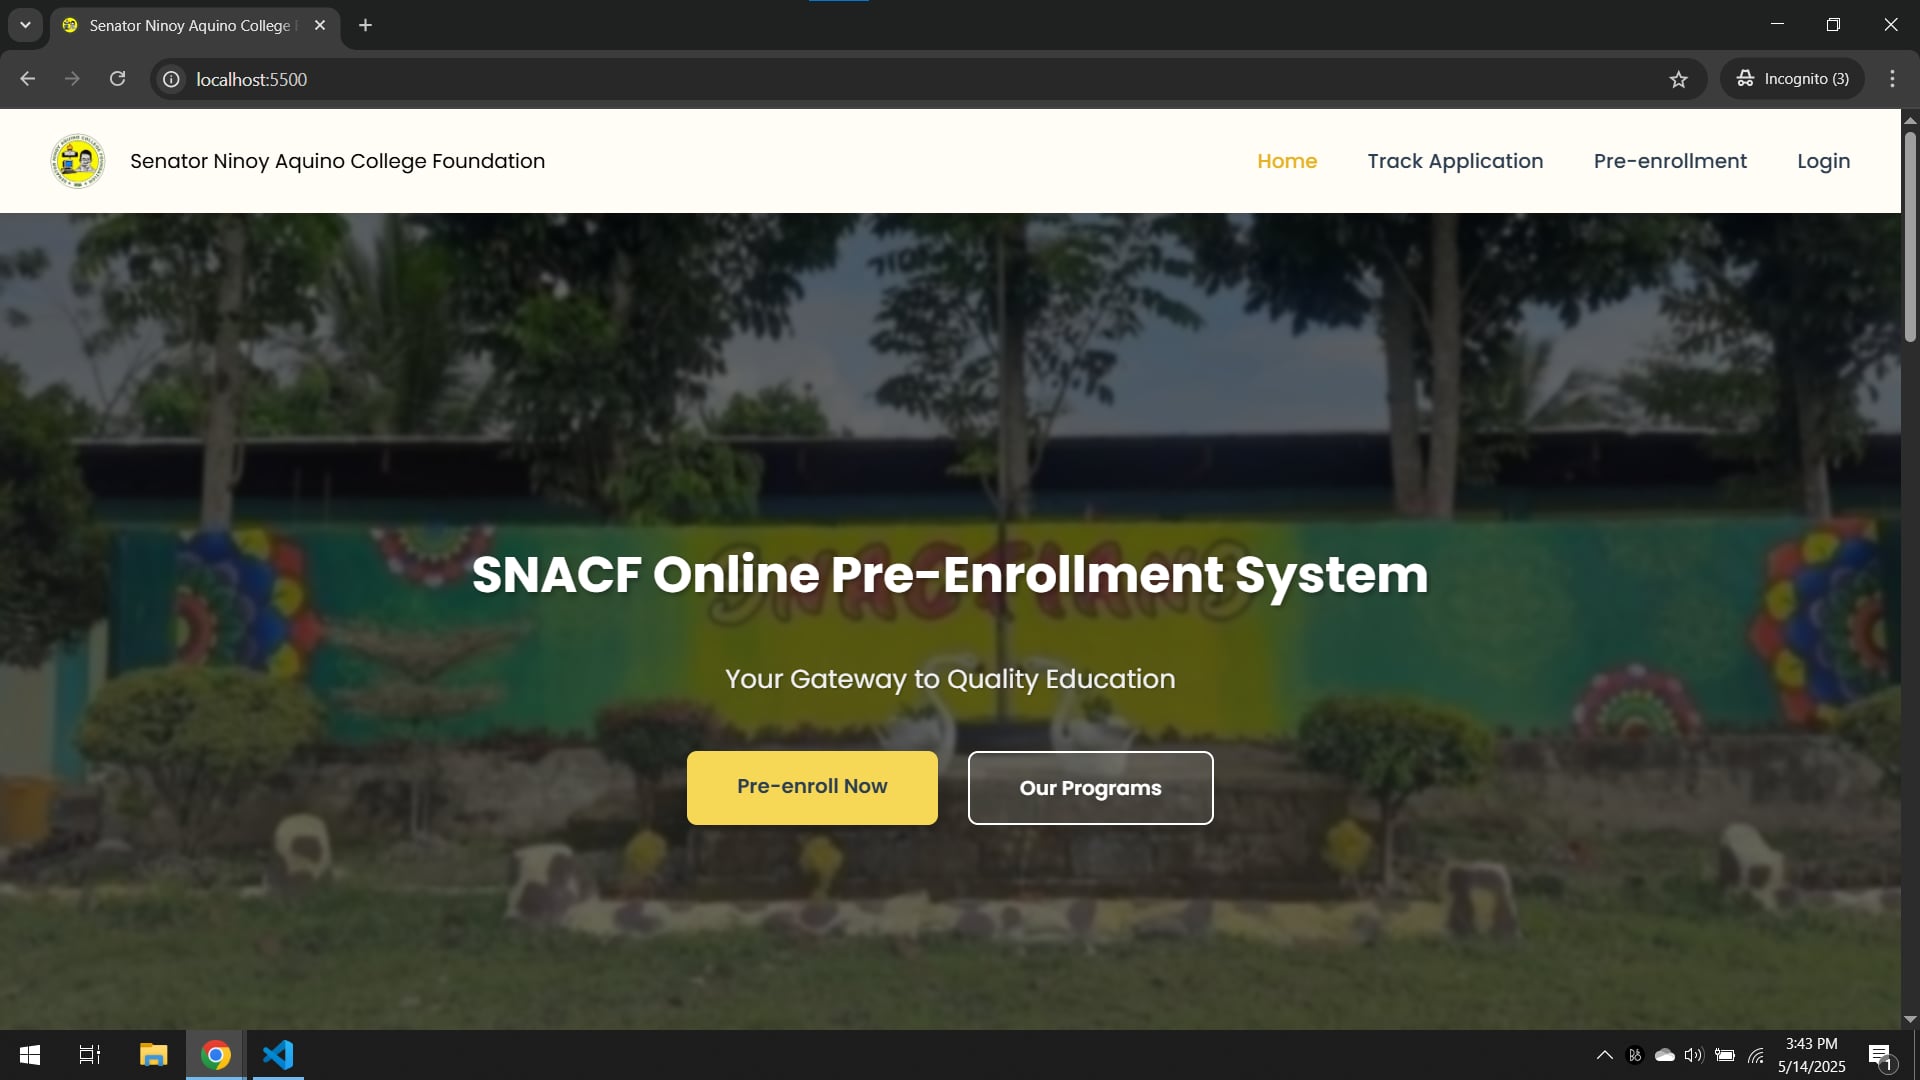 Senator Ninoy Aquino College
localhost:5500
Incognito (3)
Senator Ninoy Aquino College Foundation
Home
Track Application
Pre-enrollment
Login
SNACTIANS
SNACF Online Pre-Enrollment System
Your Gateway to Quality Education
Pre-enroll Now
Our Programs
3:43 PM
5/14/2025
1